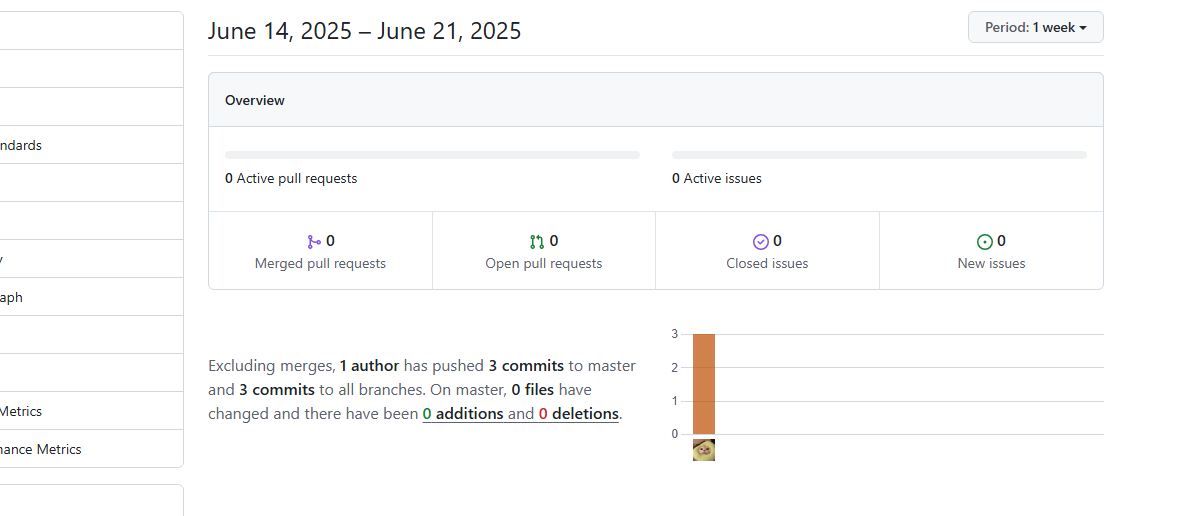 June 14, 2025 – June 21, 2025
Period: 1 week
Overview
0 Active pull requests
0 Active issues
0
Merged pull requests
0
Open pull requests
0
Closed issues
0
New issues
Excluding merges, 1 author has pushed 3 commits to master
and 3 commits to all branches. On master, 0 files have
changed and there have been 0 additions and 0 deletions.
3
2
1
0
ndards
y
aph
Metrics
nance Metrics